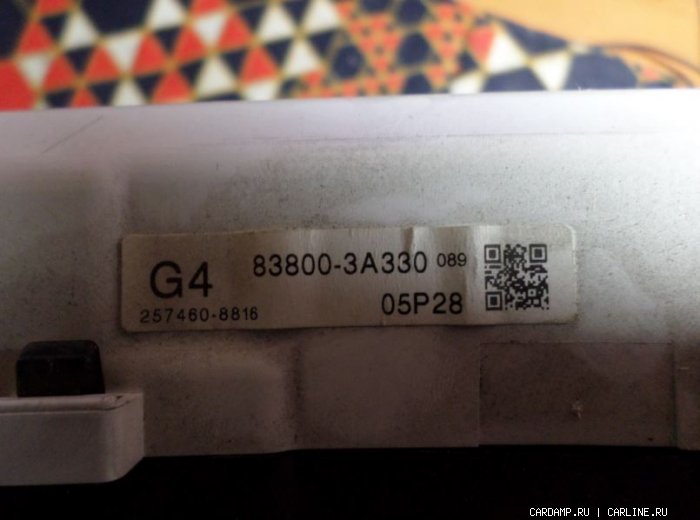 G4 83800-3A330 089
257460-8816 05P28
CARDAMP.RU | CARLINE.RU